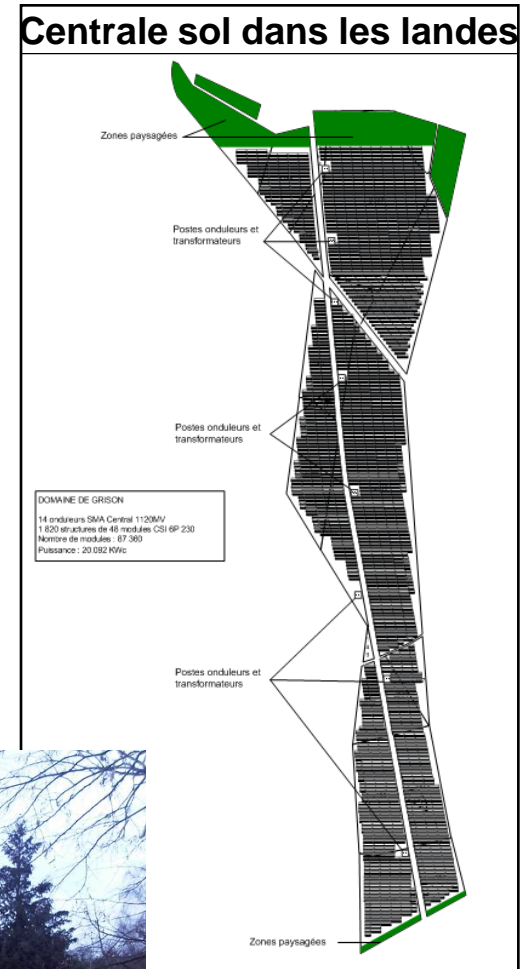 Centrale sol dans les landes
Zones paysagées
Postes onduleurs et
transformateurs
Postes onduleurs et
transformateurs
DOMAINE DE GRISON
14 onduleurs SMA Central 1120MV
1 820 structures de 48 modules CSI 6P 230
Nombre de modules : 87 360
Puissance : 20.092 KWc
Postes onduleurs et
transformateurs
Zones paysagées